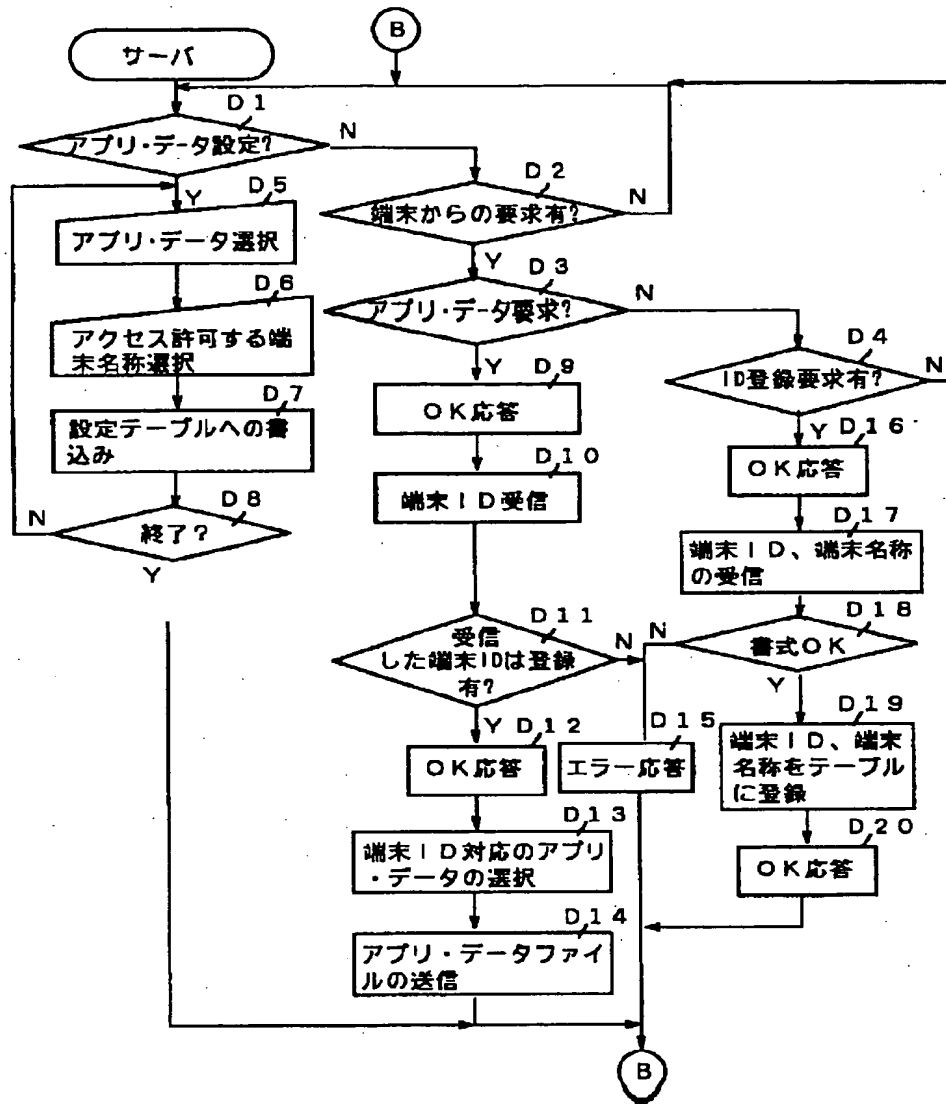 B
サーバ
D1
アプリ・データ設定?
N
Y
D5
アプリ・データ選択
D6
アクセス許可する端
末名称選択
D7
設定テーブルへの書
込み
D8
終了?
N
Y
D2
端末からの要求有?
N
Y
D3
アプリ・データ要求?
N
Y
D9
OK応答
D10
端末ID受信
D11
受信
した端末IDは登録
有?
N
Y
D12
OK応答
D13
端末ID対応のアプリ
・データの選択
D14
アプリ・データファイ
ルの送信
D15
エラー応答
D4
ID登録要求有?
N
Y
D16
OK応答
D17
端末ID、端末名称
の受信
D18
書式OK
N
Y
D19
端末ID、端末
名称をテーブル
に登録
D20
OK応答
B